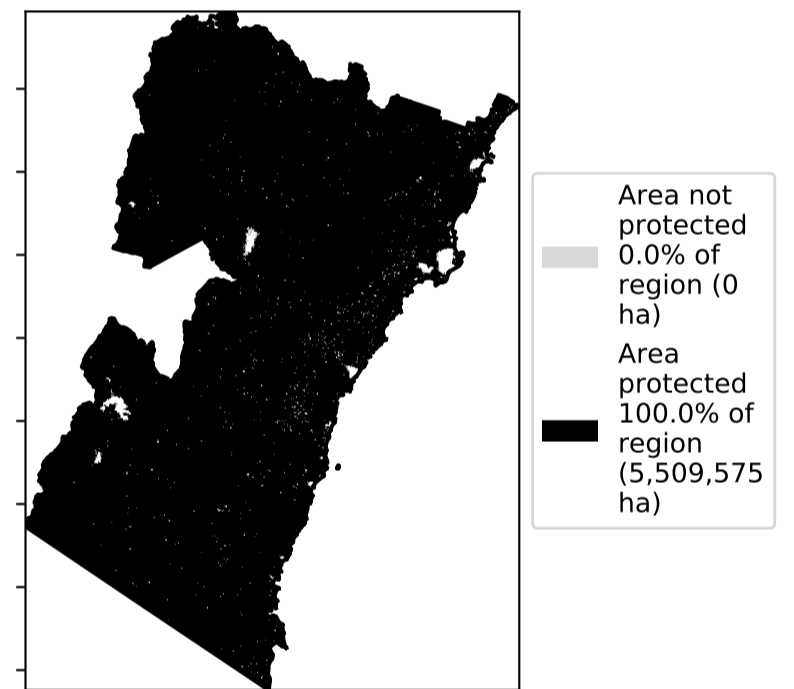 Area not
protected
0.0% of
region (0
ha)
Area
protected
100.0% of
region
(5,509,575
ha)